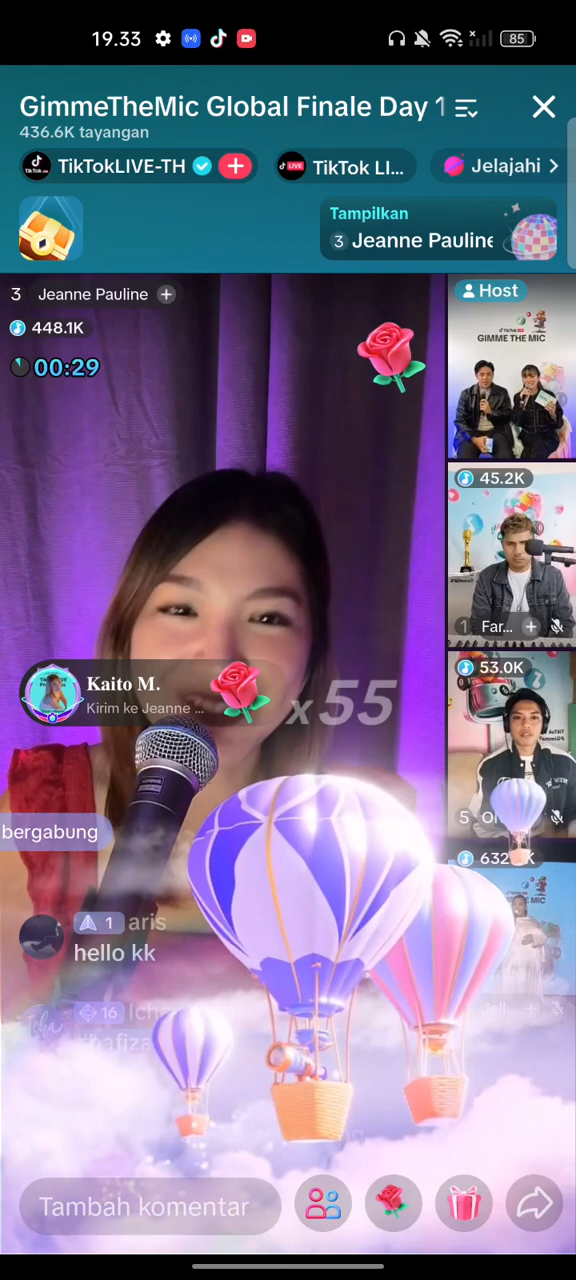 19.33
85
GimmeTheMic Global Finale Day 1
436.6K tayangan
TikTokLIVE-TH
LIVE
TikTok LI...
Jelajahi
Tampilkan
3 Jeanne Pauline
3 Jeanne Pauline
448.1K
00:29
Host
GIMME THE MIC
45.2K
1 Far...
53.0K
Kaito M.
Kirim ke Jeanne ...
x 55
5
bergabung
632
K
1 aris
hello kk
16
Tambah komentar